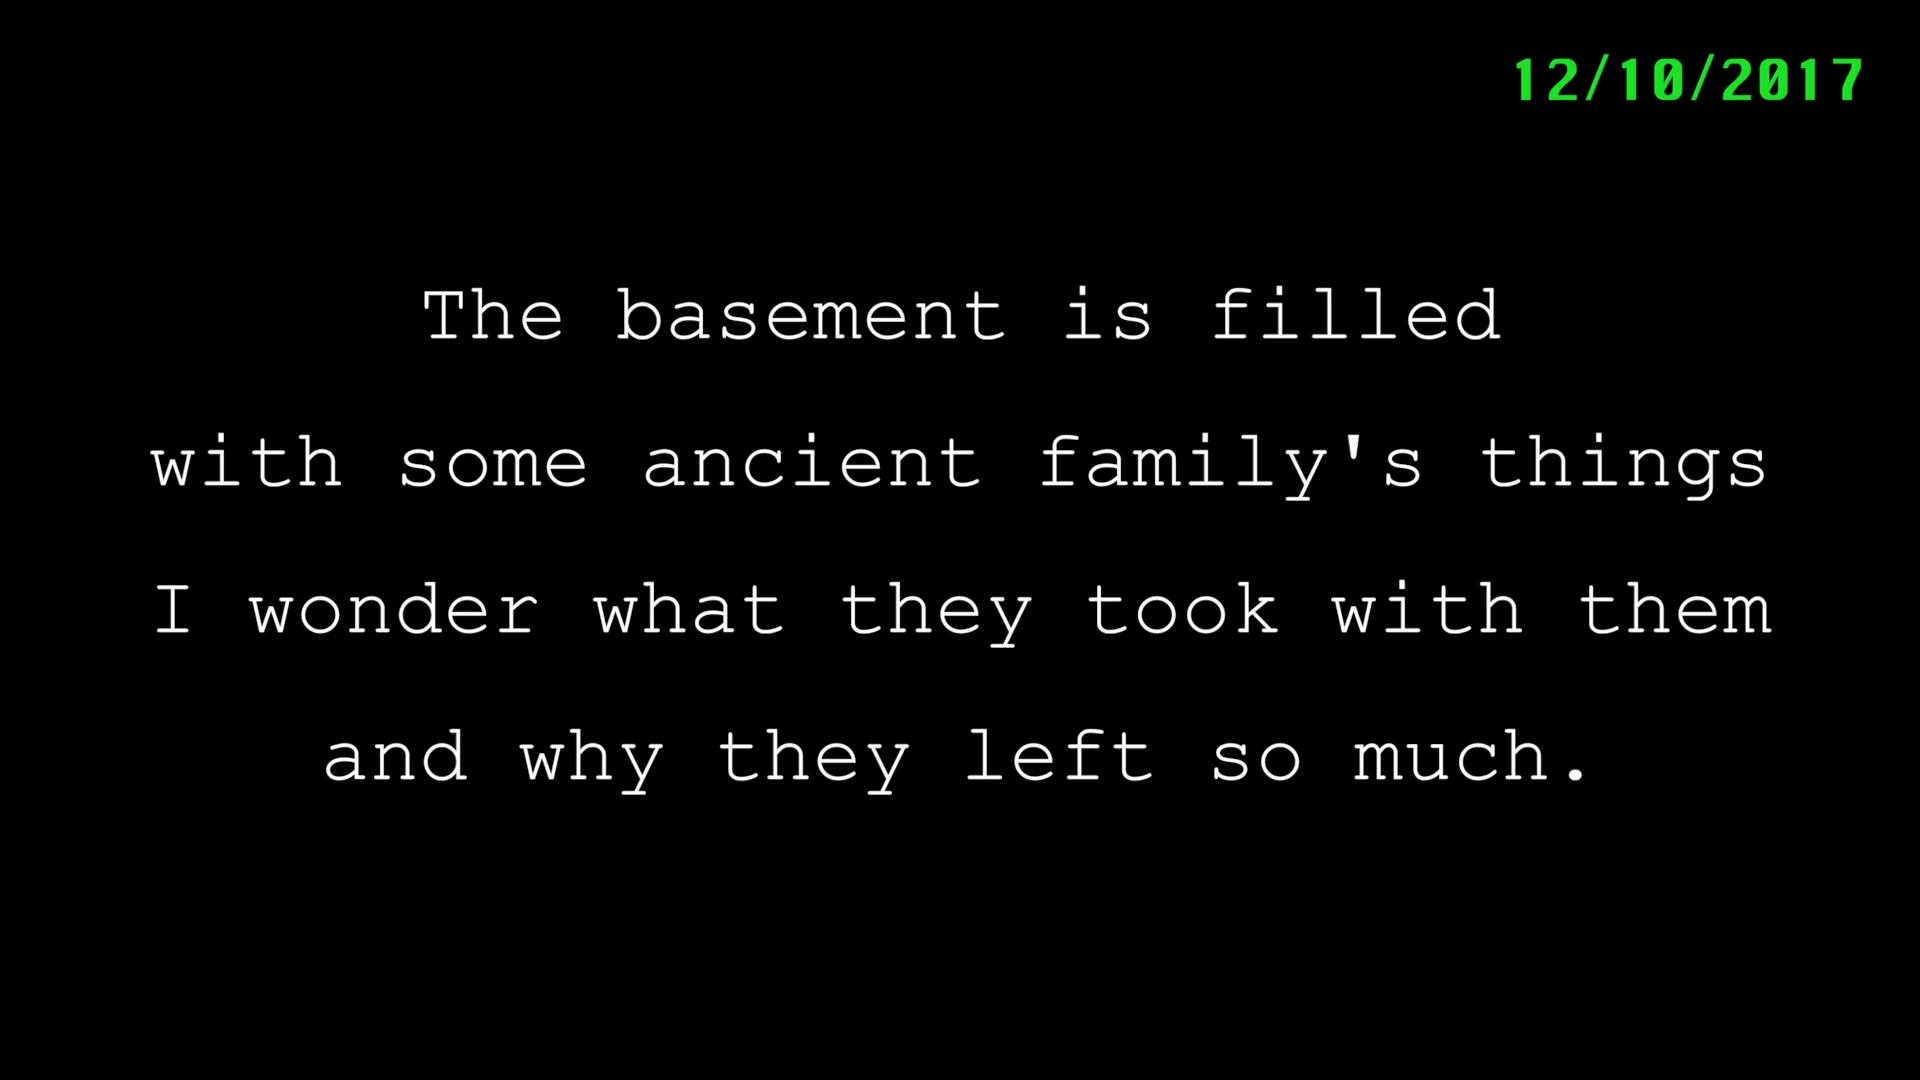 12/10/2017
The basement is filled
with some ancient family's things
I wonder what they took with them
and why they left so much.